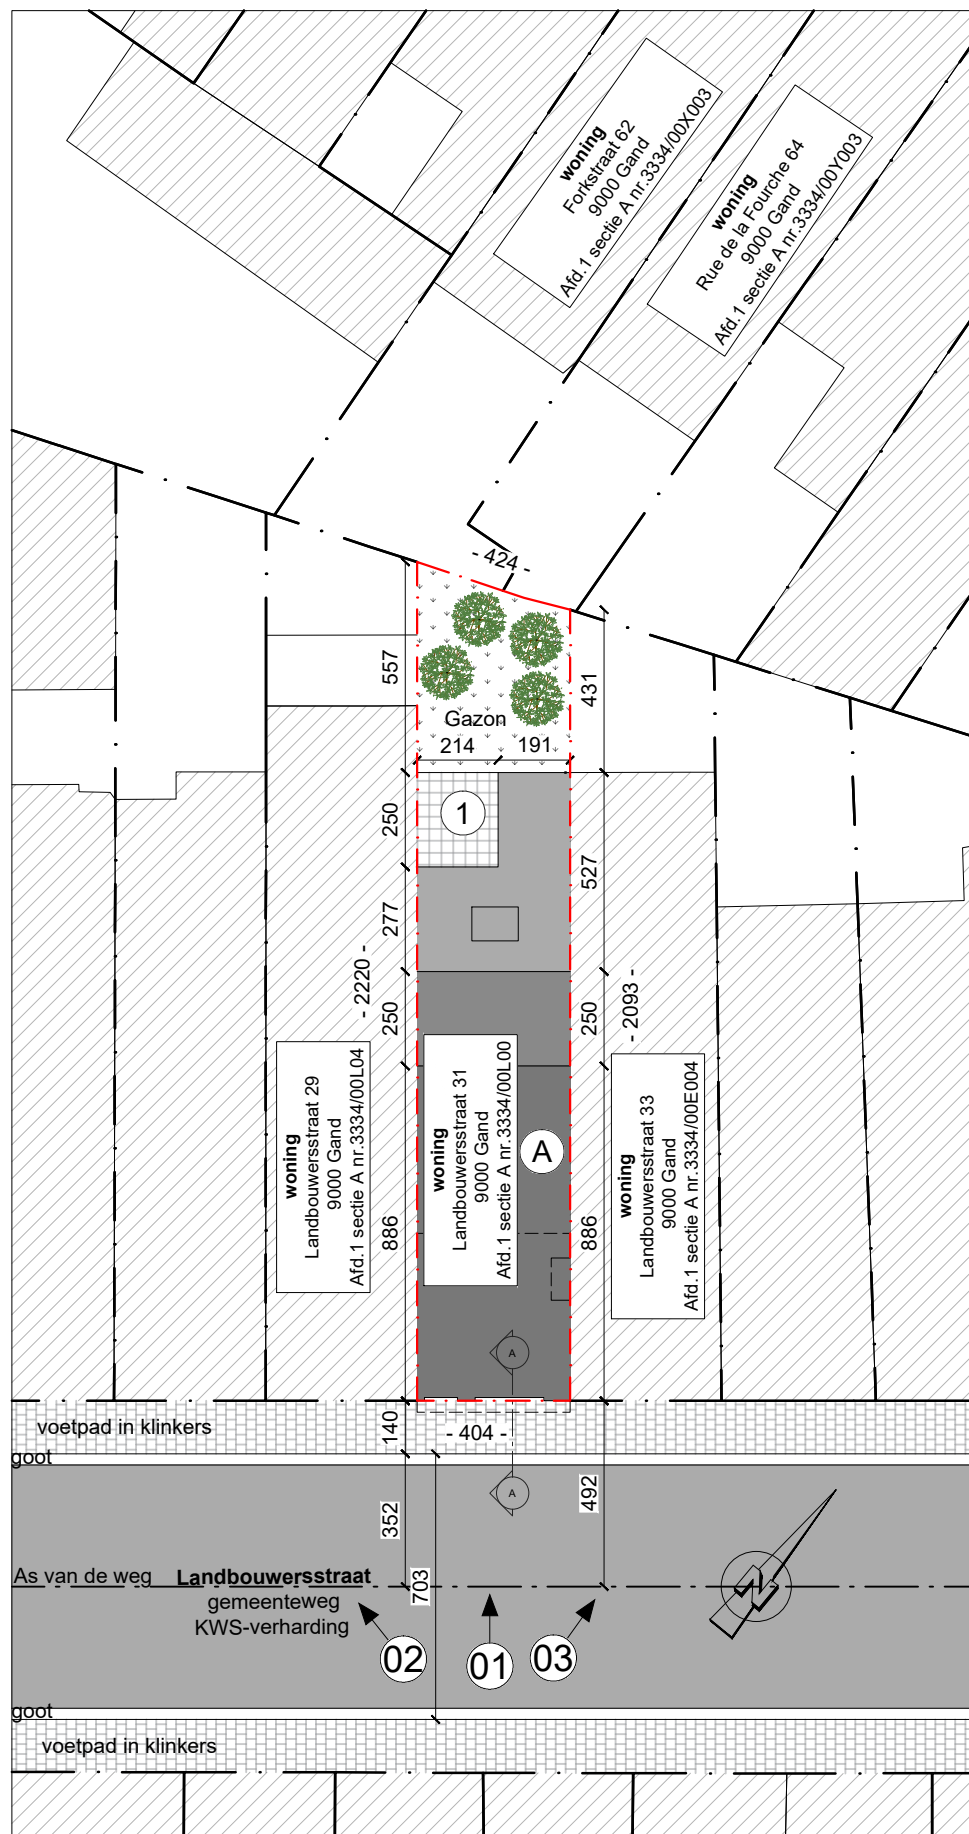 woning
Forkstraat 62
9000 Gand
Afd.1 sectie A nr.3334/00X003
woning
Rue de la Fourche 64
9000 Gand
Afd.1 sectie A nr.3334/00Y003
- 424 -
557
431
Gazon
214
191
1
250
527
277
- 2220 -
250
250
- 2093 -
woning
Landbouwersstraat 29
9000 Gand
Afd.1 sectie A nr.3334/00L04
woning
Landbouwersstraat 31
9000 Gand
Afd.1 sectie A nr.3334/00L00
A
woning
Landbouwersstraat 33
9000 Gand
Afd.1 sectie A nr.3334/00E004
886
886
A
voetpad in klinkers
140
- 404 -
goot
A
352
492
As van de weg
Landbouwersstraat
gemeenteweg
KWS-verharding
703
N
02
01
03
goot
voetpad in klinkers